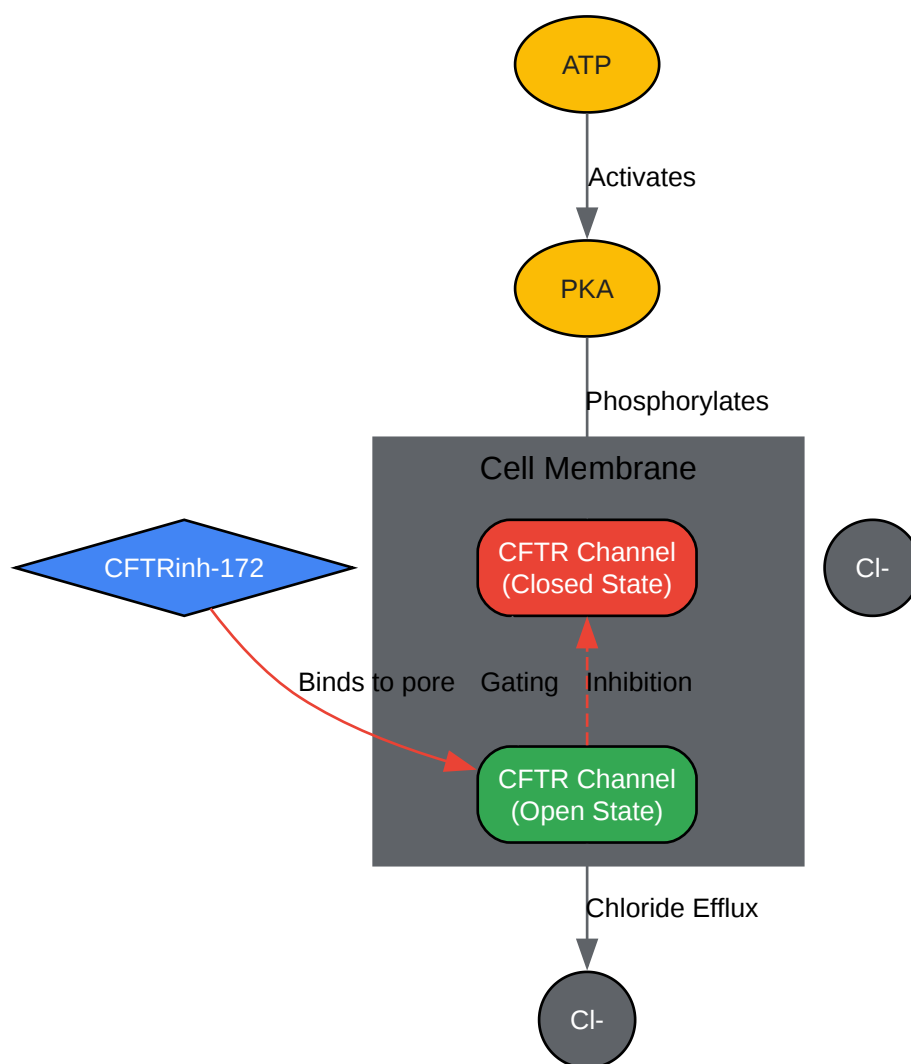 ATP
Activates
PKA
Phosphorylates
Cell Membrane
CFTR Channel
(Closed State)
CFTRinh-172
Cl-
Binds to pore
Gating
Inhibition
CFTR Channel
(Open State)
Chloride Efflux
Cl-